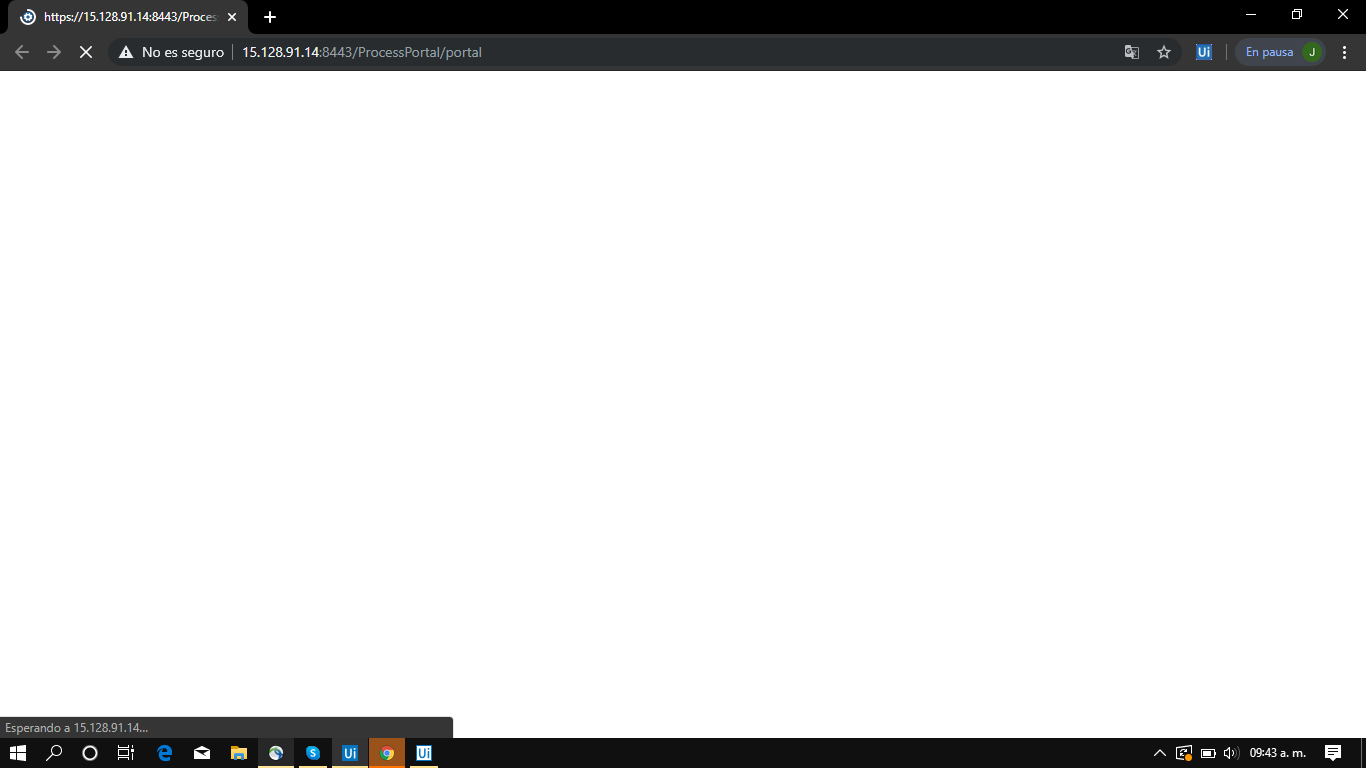 https://15.128.91.14:8443/Proces
No es seguro
15.128.91.14:8443/ProcessPortal/portal
Ui
En pausa
J
Esperando a 15.128.91.14...
S
Ui
Ui
09:43 a. m.